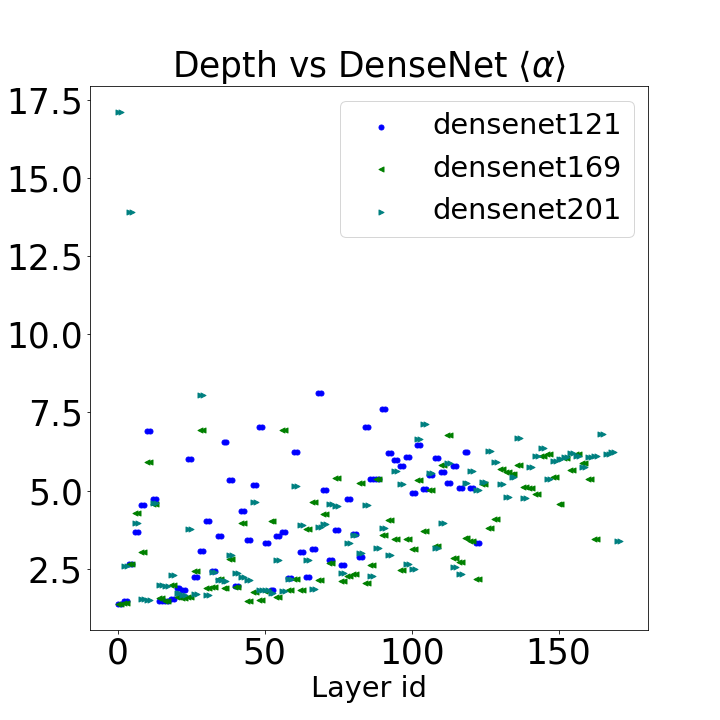 Depth vs DenseNet ⟨α⟩
17.5
15.0
12.5
10.0
7.5
5.0
2.5
densenet121
densenet169
densenet201
0 50 100 150
Layer id